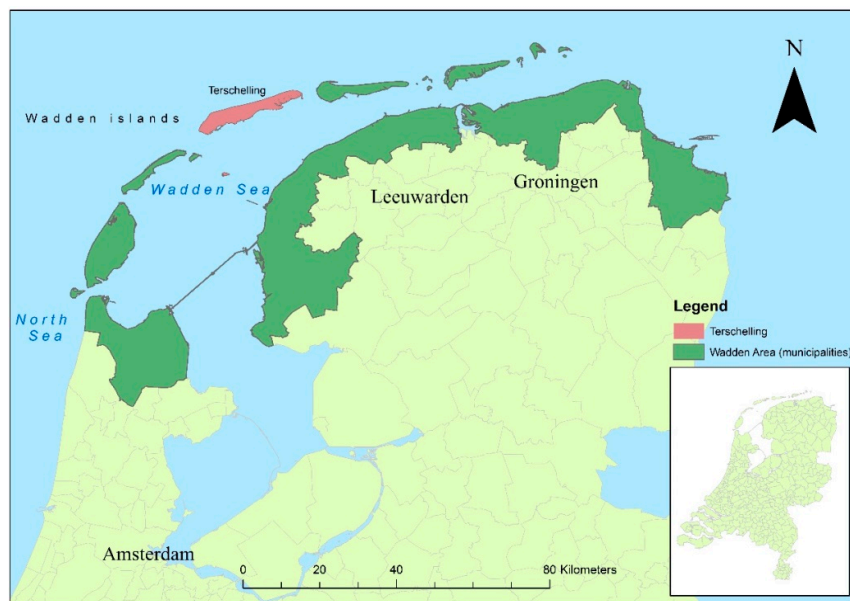 N
Terschelling
Wadden islands
Wadden Sea
Leeuwarden
Groningen
North
Sea
Legend
Terschelling
Wadden Area (municipalities)
Amsterdam
0 20 40 80 Kilometers